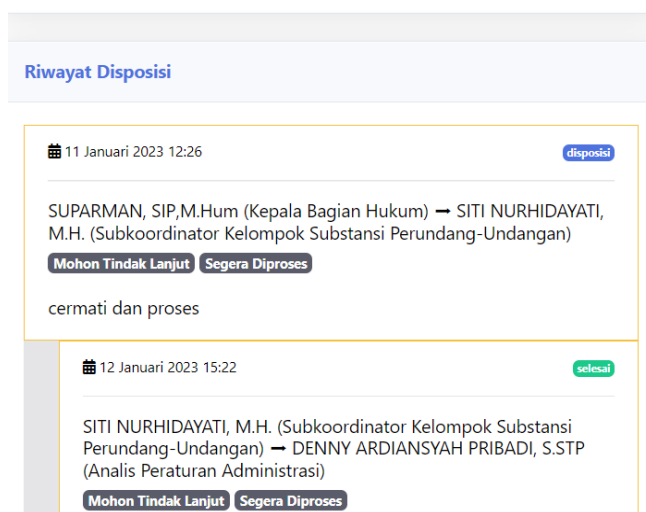 Riwayat Disposisi
11 Januari 2023 12:26
disposisi
SUPARMAN, SIP,M.Hum (Kepala Bagian Hukum) → SITI NURHIDAYATI,
M.H. (Subkoordinator Kelompok Substansi Perundang-Undangan)
Mohon Tindak Lanjut Segera Diproses
cermati dan proses
12 Januari 2023 15:22
selesai
SITI NURHIDAYATI, M.H. (Subkoordinator Kelompok Substansi
Perundang-Undangan) → DENNY ARDIANSYAH PRIBADI, S.STP
(Analis Peraturan Administrasi)
Mohon Tindak Lanjut Segera Diproses